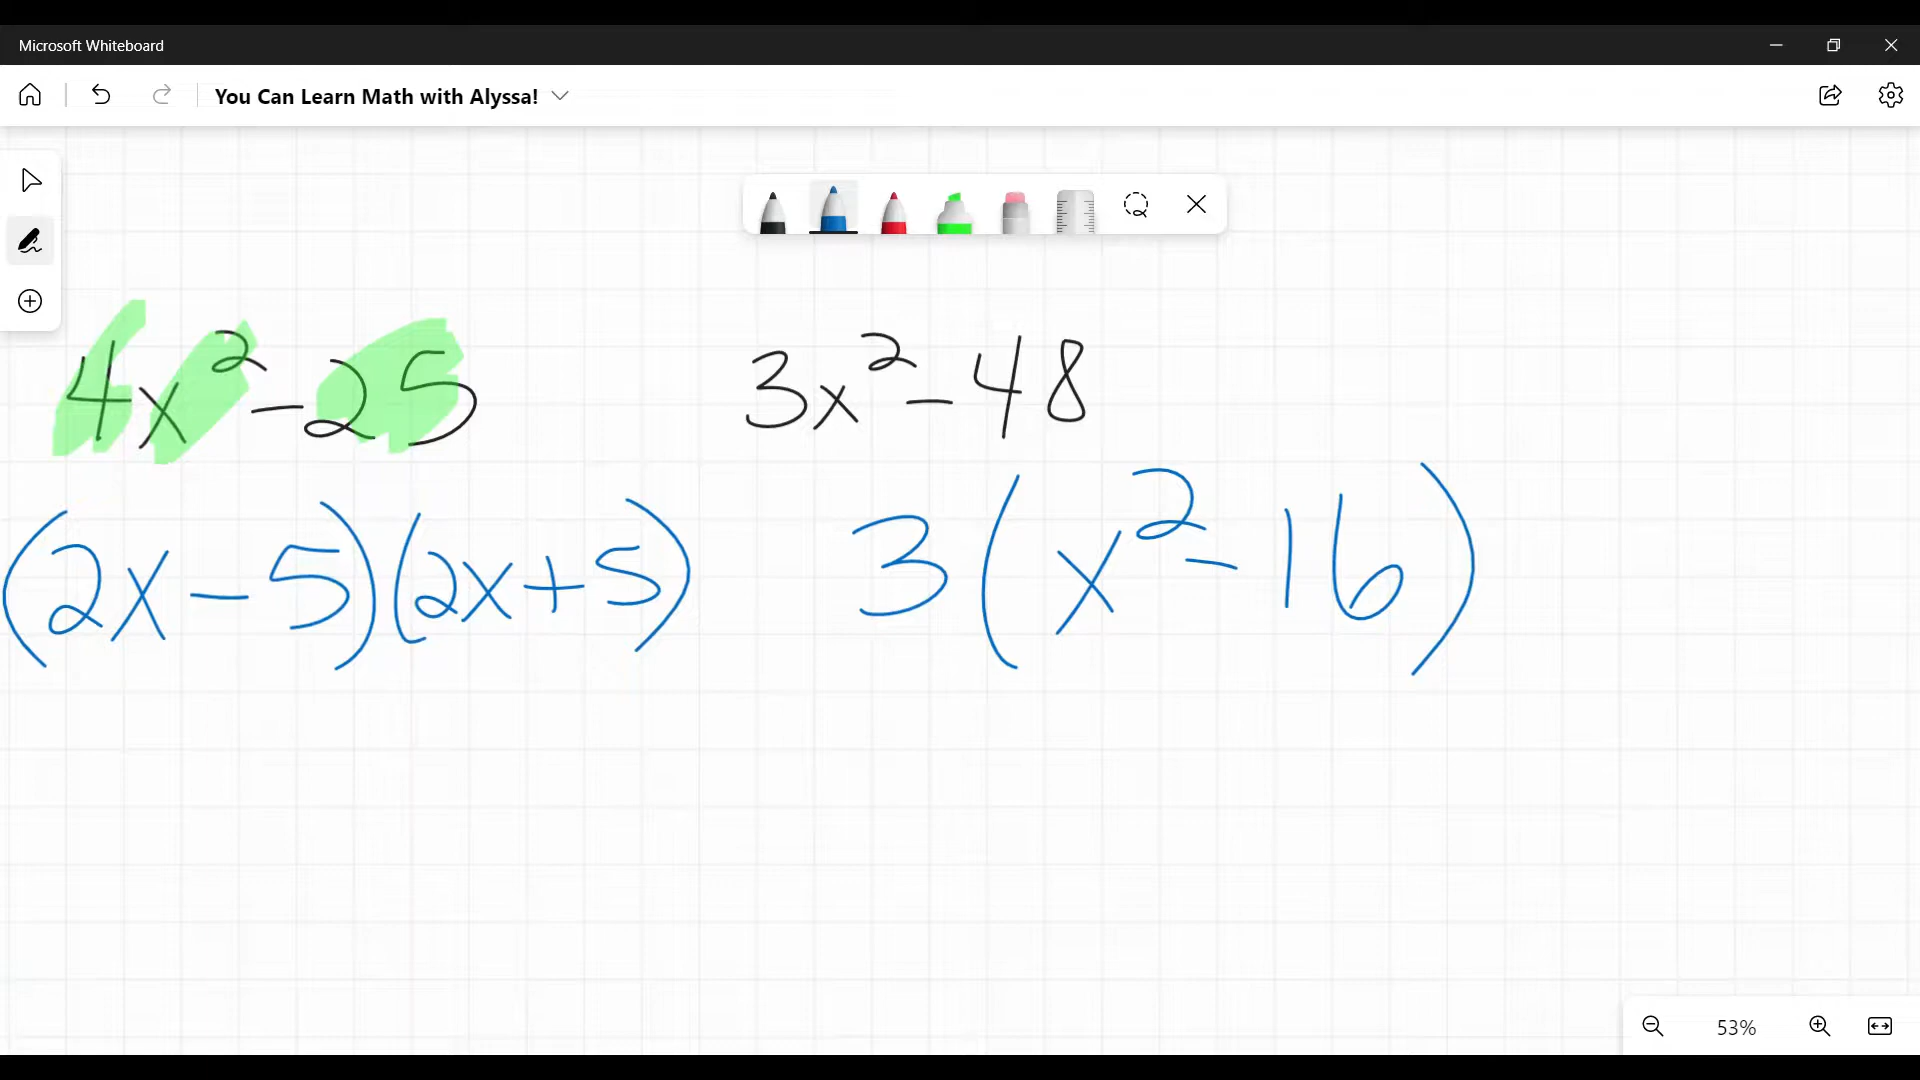 Microsoft Whiteboard
You Can Learn Math with Alyssa!
4x²-25
3x²-48
(2x-5)(2x+5)
3(x²-16)
53%